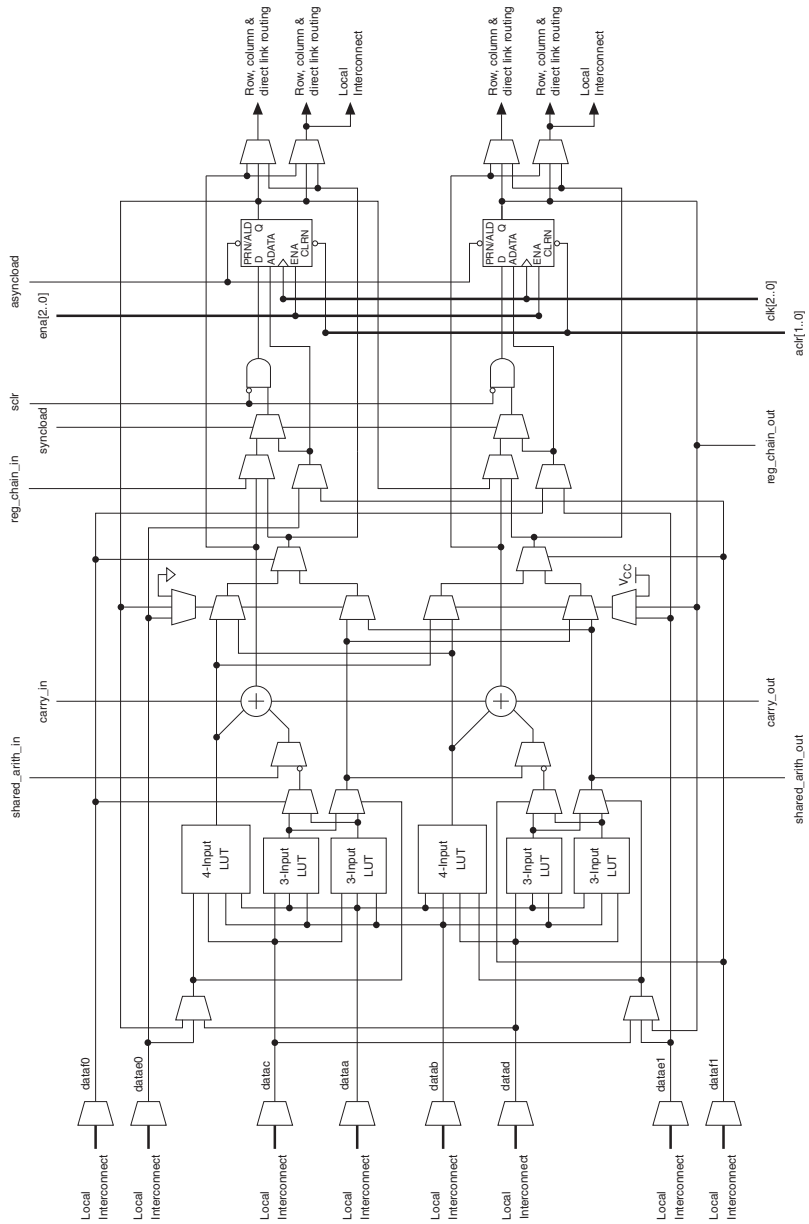 shared_arith_in
carry_in
reg_chain_in
syncload
sclr
ena[2..0]
asyncload
Local
Interconnect
dataf0
Local
Interconnect
datae0
Local
Interconnect
datac
Local
Interconnect
dataa
Local
Interconnect
datab
Local
Interconnect
datad
Local
Interconnect
datae1
Local
Interconnect
dataf1
4-Input
LUT
3-Input
LUT
3-Input
LUT
4-Input
LUT
3-Input
LUT
3-Input
LUT
+
+
VCC
PRN/ALD
D
Q
ADATA
ENA
CLRN
PRN/ALD
D
Q
ADATA
ENA
CLRN
Row, column &
direct link routing
Row, column &
direct link routing
Local
Interconnect
Row, column &
direct link routing
Row, column &
direct link routing
Local
Interconnect
shared_arith_out
carry_out
reg_chain_out
clk[2..0]
aclr[1..0]